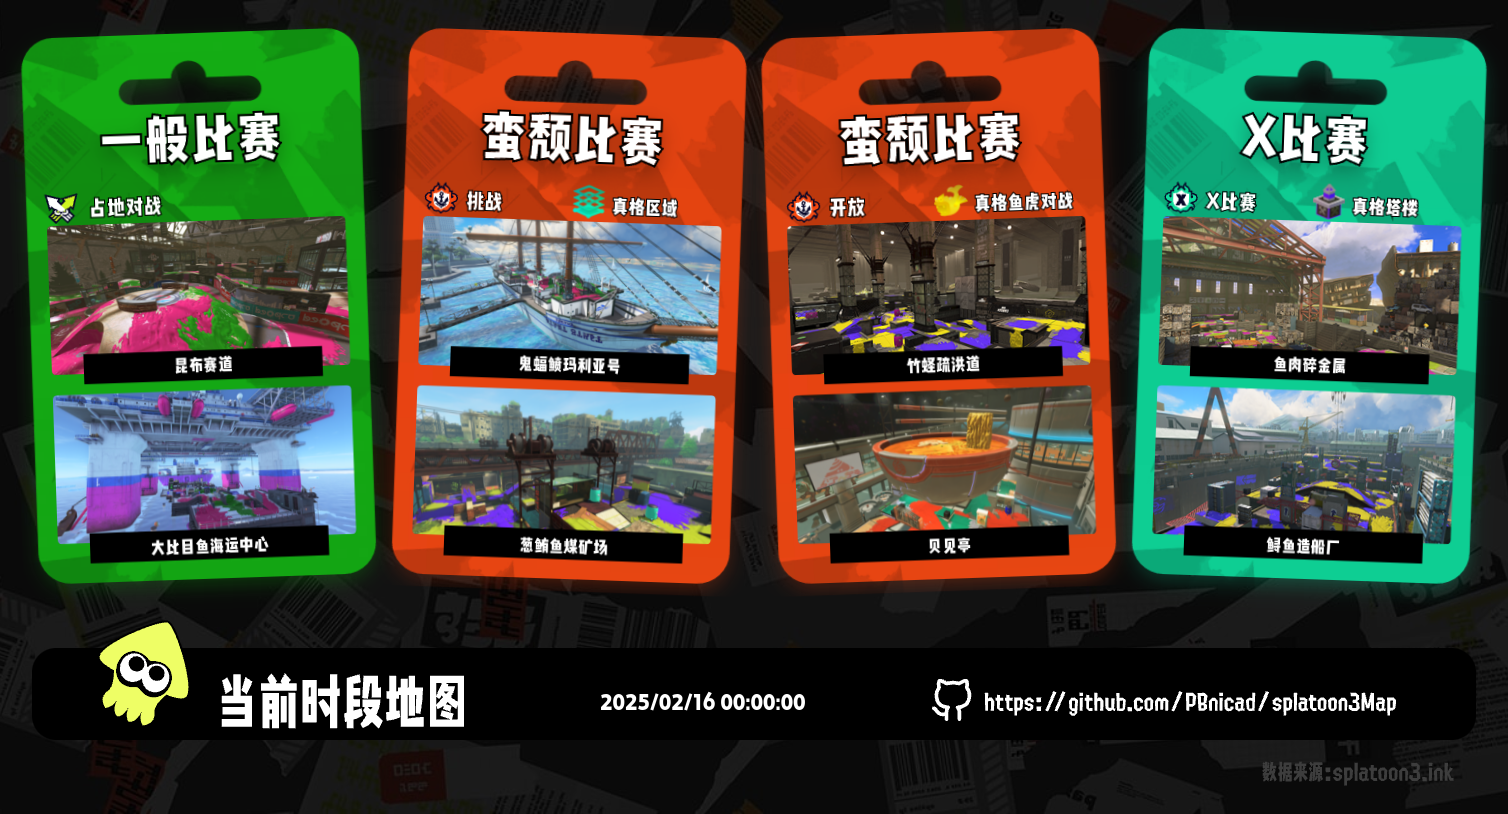 一般比赛
占地对战
昆布赛道
大比目鱼海运中心
蛮颓比赛
挑战
真格区域
鬼蝠鲼玛利亚号
葱鲔鱼煤矿场
蛮颓比赛
开放
真格鱼虎对战
竹蛏疏洪道
贝贝亭
X比赛
X比赛
真格塔楼
鱼肉碎金属
鲟鱼造船厂
当前时段地图
2025/02/16 00:00:00
https://github.com/PBnicad/splatoon3Map
数据来源:splatoon3.ink